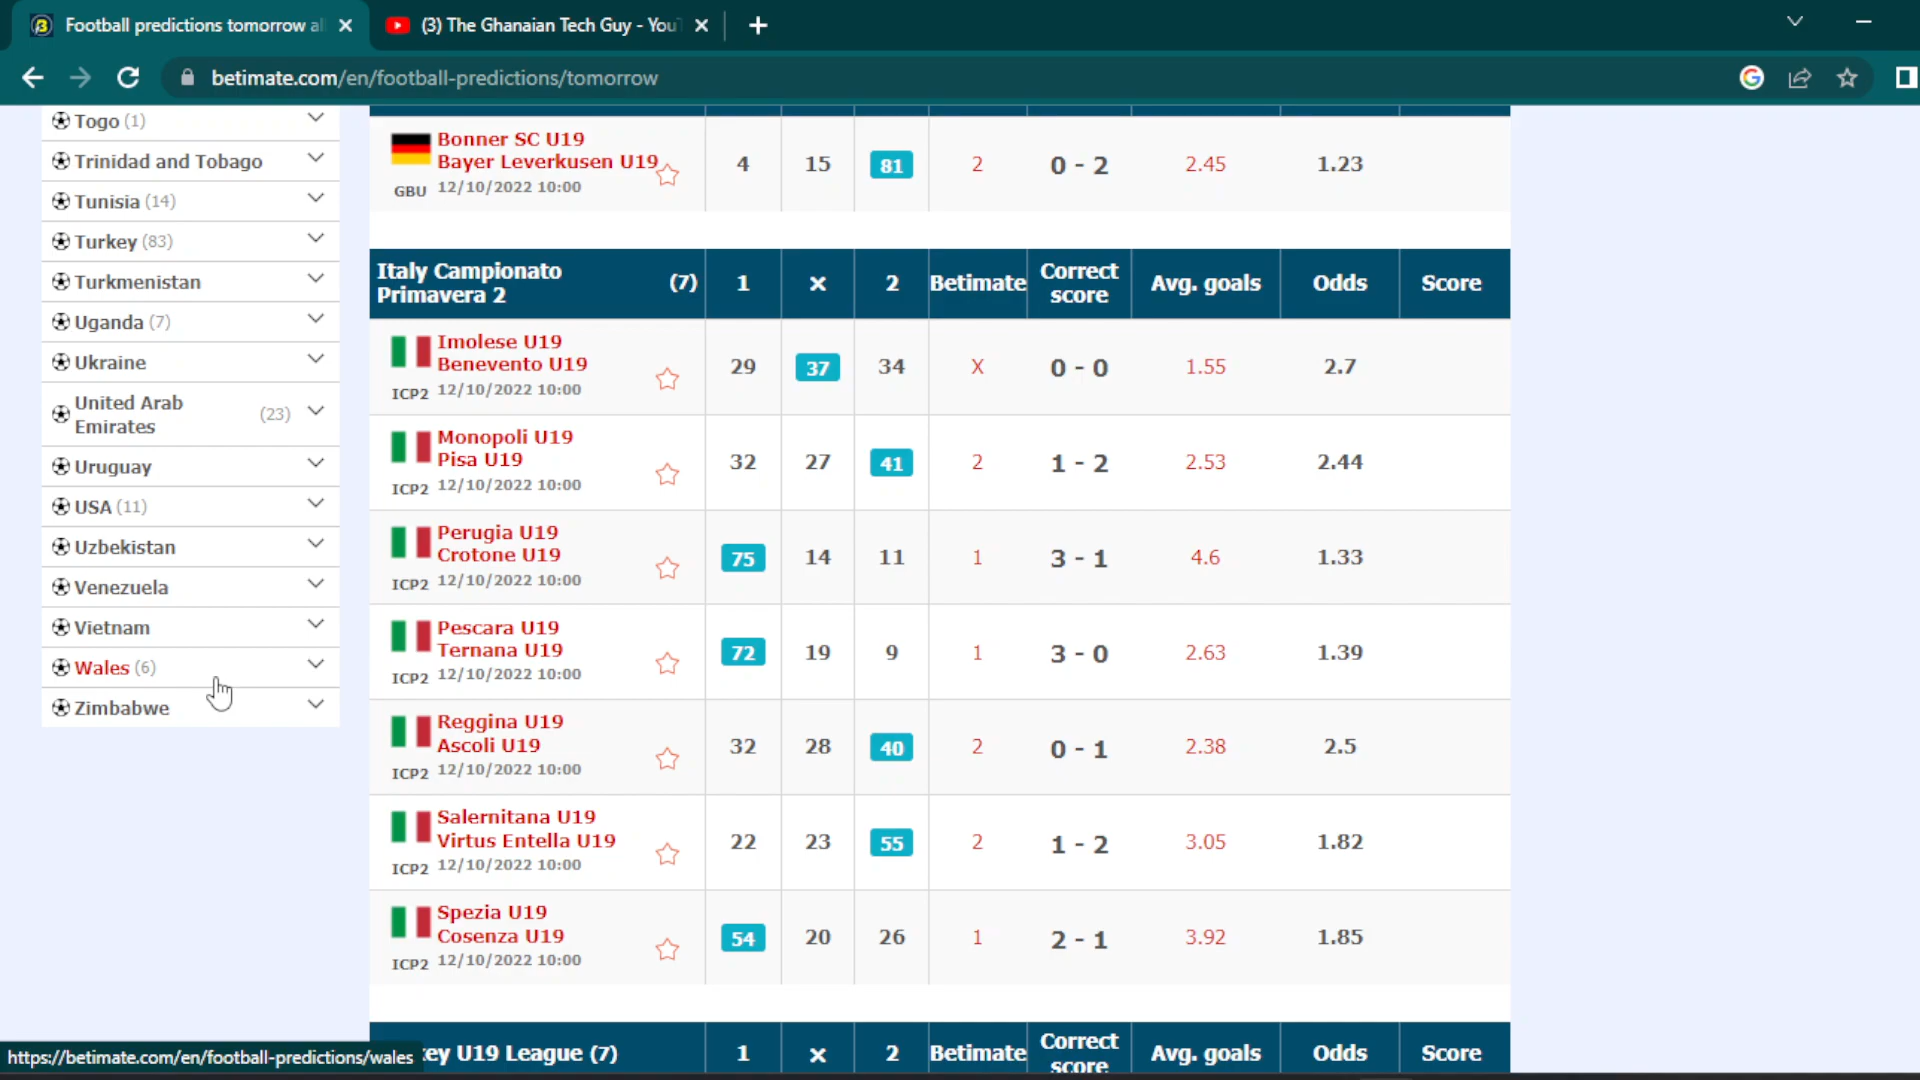 Football predictions tomorrow al
(3) The Ghanaian Tech Guy - You
betimate.com/en/football-predictions/tomorrow
Togo (1)
Trinidad and Tobago
Tunisia (14)
Turkey (83)
Turkmenistan
Uganda (7)
Ukraine
United Arab
Emirates (23)
Uruguay
USA (11)
Uzbekistan
Venezuela
Vietnam
Wales (6)
Zimbabwe
Bonner SC U19
Bayer Leverkusen U19
GBU 12/10/2022 10:00
4 15 81 2 0 - 2 2.45 1.23
Italy Campionato
Primavera 2
(7) 1 × 2 Betimate Correct score Avg. goals Odds Score
Imolese U19
Benevento U19
ICP2 12/10/2022 10:00
29 37 34 X 0 - 0 1.55 2.7
Monopoli U19
Pisa U19
ICP2 12/10/2022 10:00
32 27 41 2 1 - 2 2.53 2.44
Perugia U19
Crotone U19
ICP2 12/10/2022 10:00
75 14 11 1 3 - 1 4.6 1.33
Pescara U19
Ternana U19
ICP2 12/10/2022 10:00
72 19 9 1 3 - 0 2.63 1.39
Reggina U19
Ascoli U19
ICP2 12/10/2022 10:00
32 28 40 2 0 - 1 2.38 2.5
Salernitana U19
Virtus Entella U19
ICP2 12/10/2022 10:00
22 23 55 2 1 - 2 3.05 1.82
Spezia U19
Cosenza U19
ICP2 12/10/2022 10:00
54 20 26 1 2 - 1 3.92 1.85
key U19 League (7) 1 × 2 Betimate Correct score Avg. goals Odds Score
https://betimate.com/en/football-predictions/wales